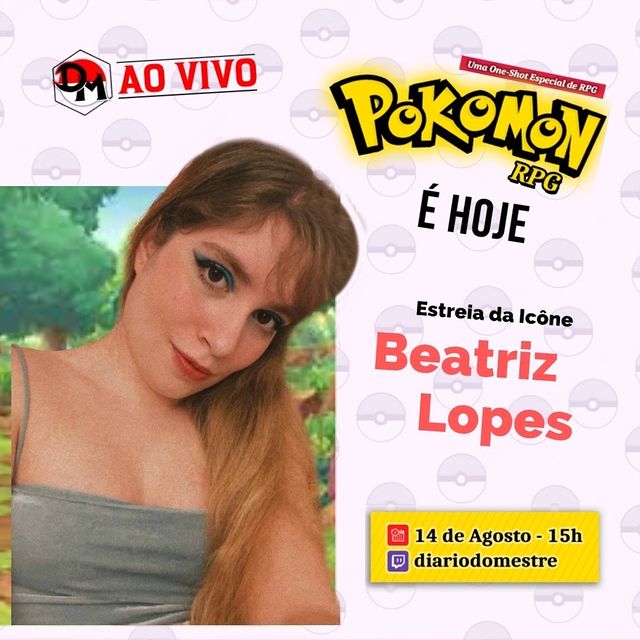 DM AO VIVO
Uma One-Shot Especial de RPG
POKOMON
RPG
É HOJE
Estreia da Icône
Beatriz
Lopes
14 de Agosto - 15h
diariodomestre